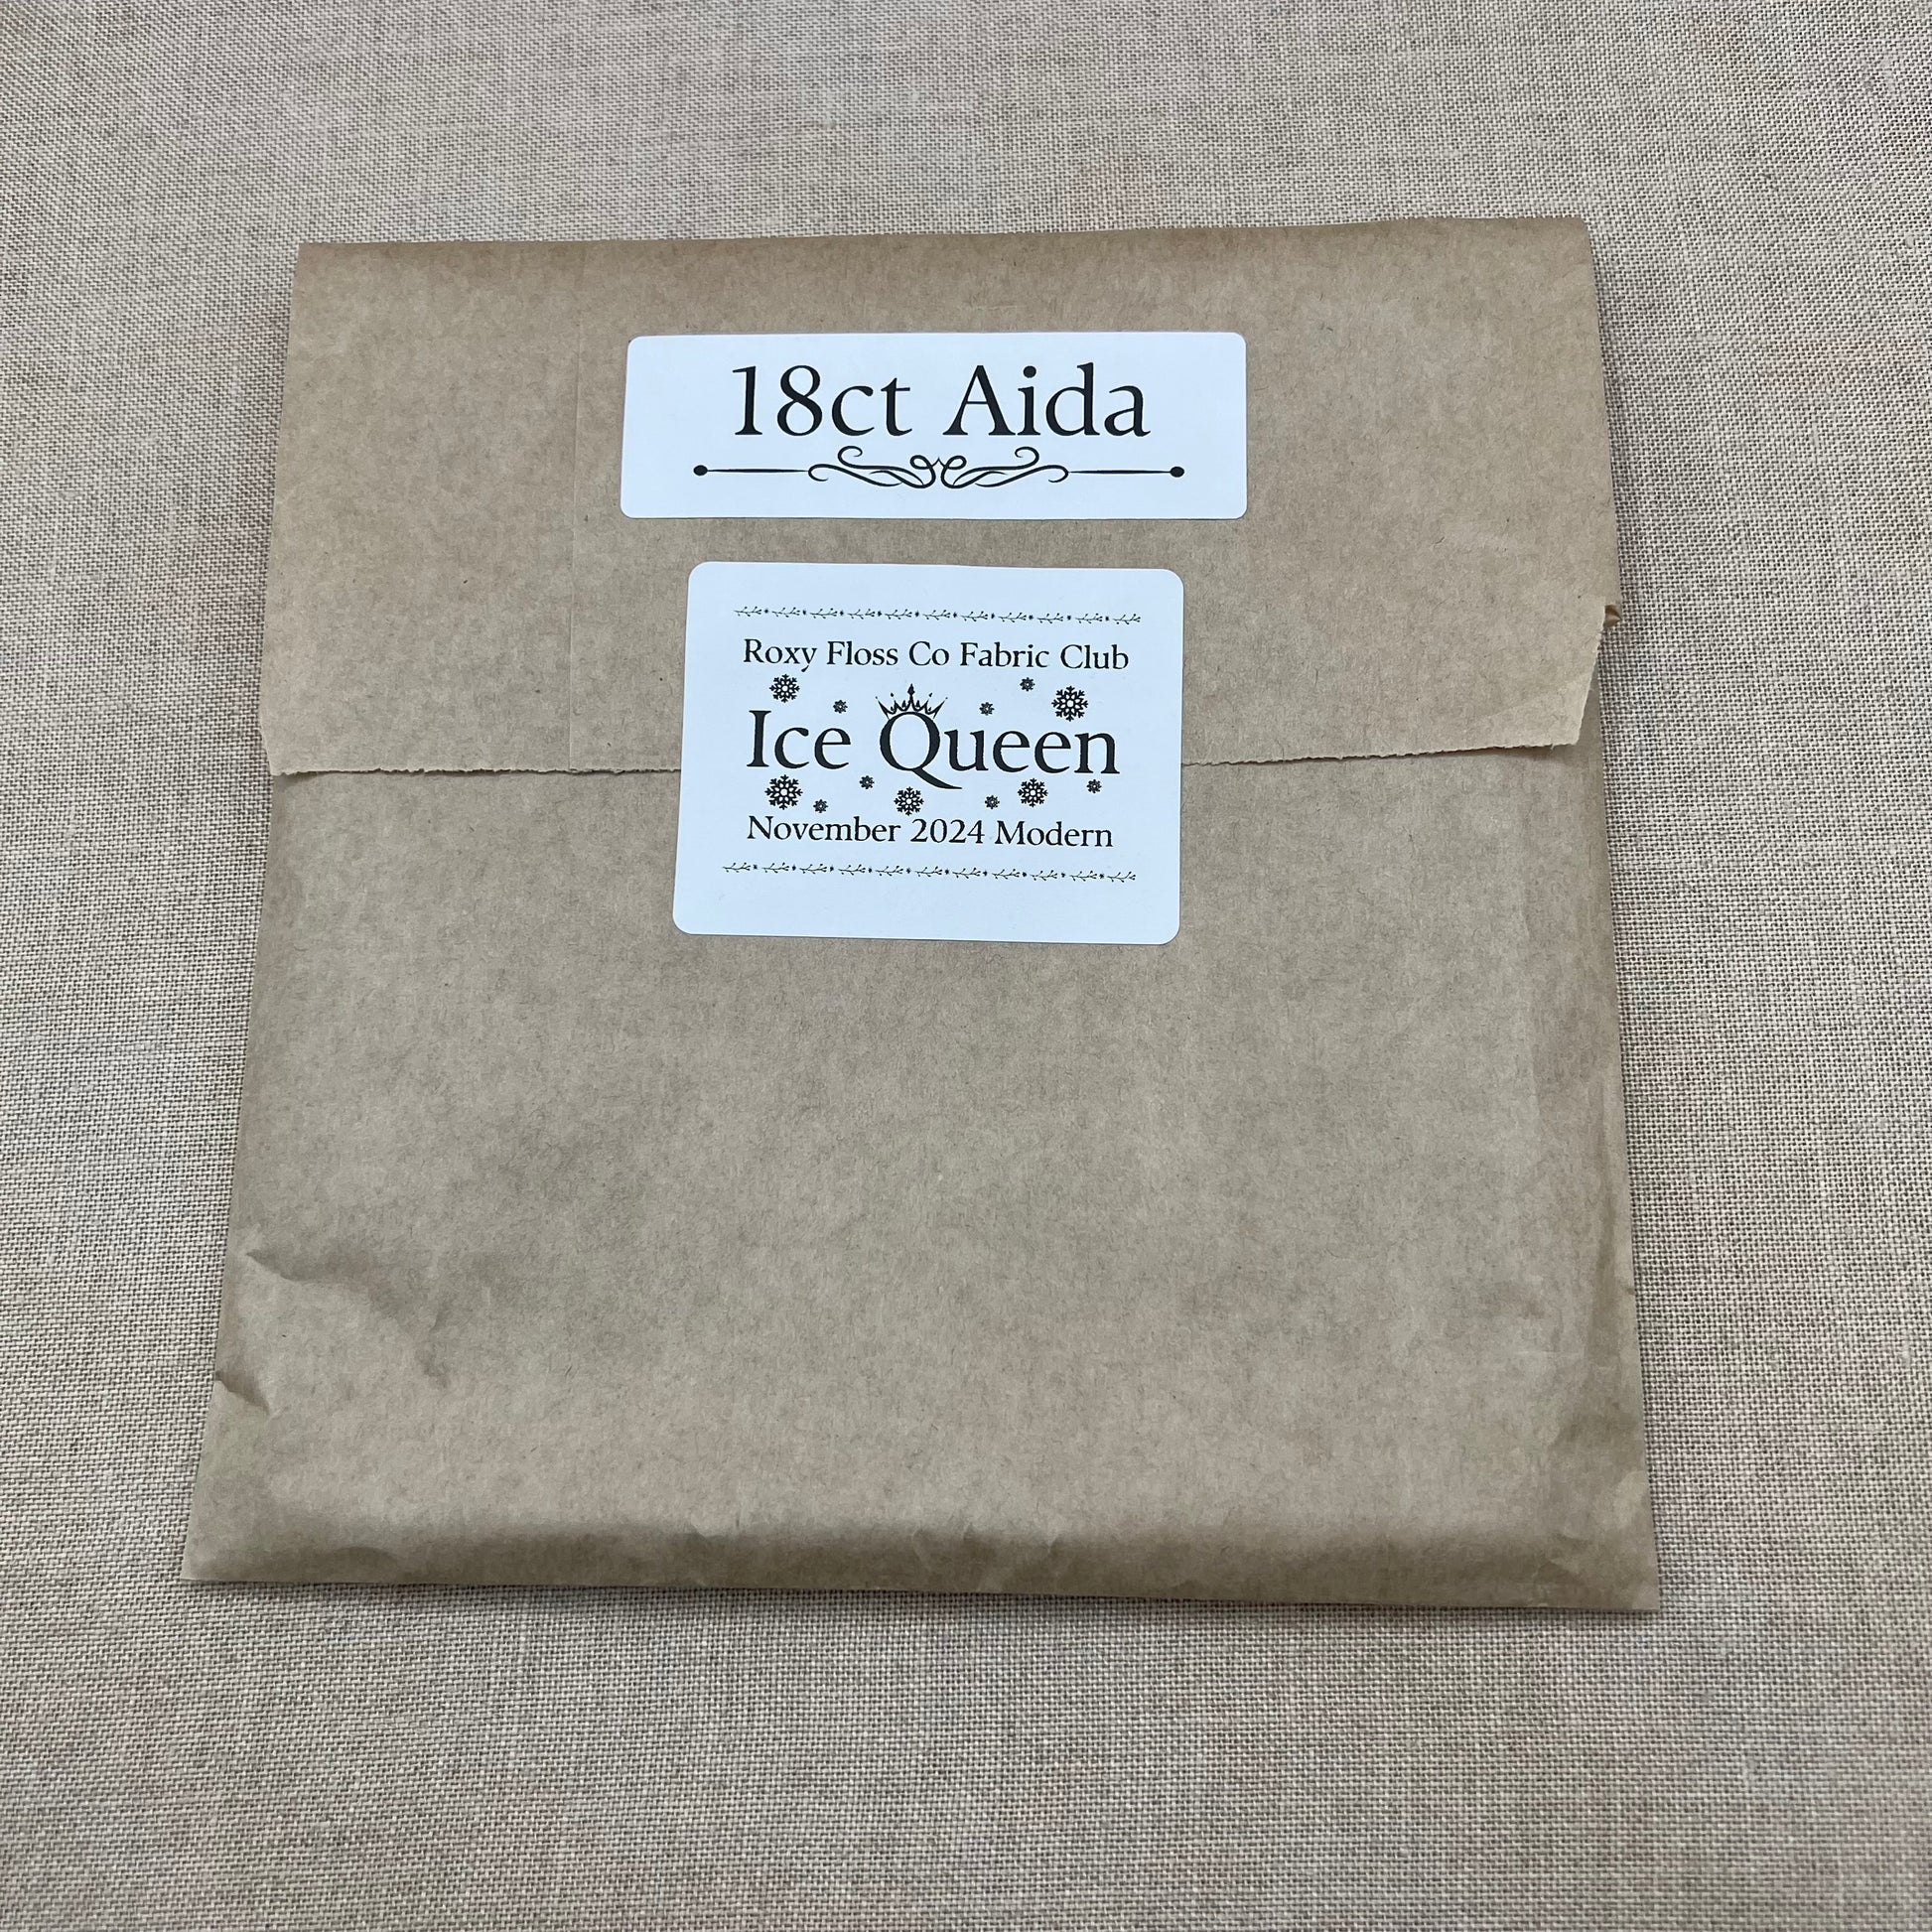 18ct Aida
Roxy Floss Co Fabric Club
Ice Queen
November 2024 Modern